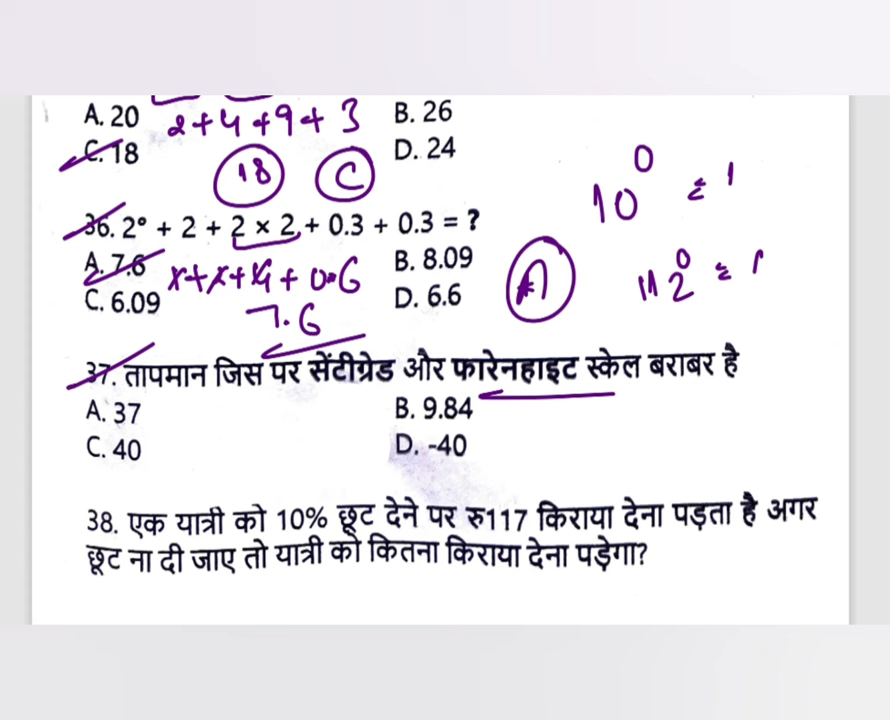 A. 20 2+4+9+3 B. 26
C. 18 18 C D. 24
10⁰ = 1
36. 2° + 2 + 2 × 2 + 0.3 + 0.3 = ?
A. 7.6 B. 8.09
C. 6.09 D. 6.6
7.6
37. तापमान जिस पर सेंटीग्रेड और फारेनहाइट स्केल बराबर है
A. 37 B. 9.84
C. 40 D. -40
38. एक यात्री को 10% छूट देने पर रु117 किराया देना पड़ता है अगर
छूट ना दी जाए तो यात्री को कितना किराया देना पड़ेगा?